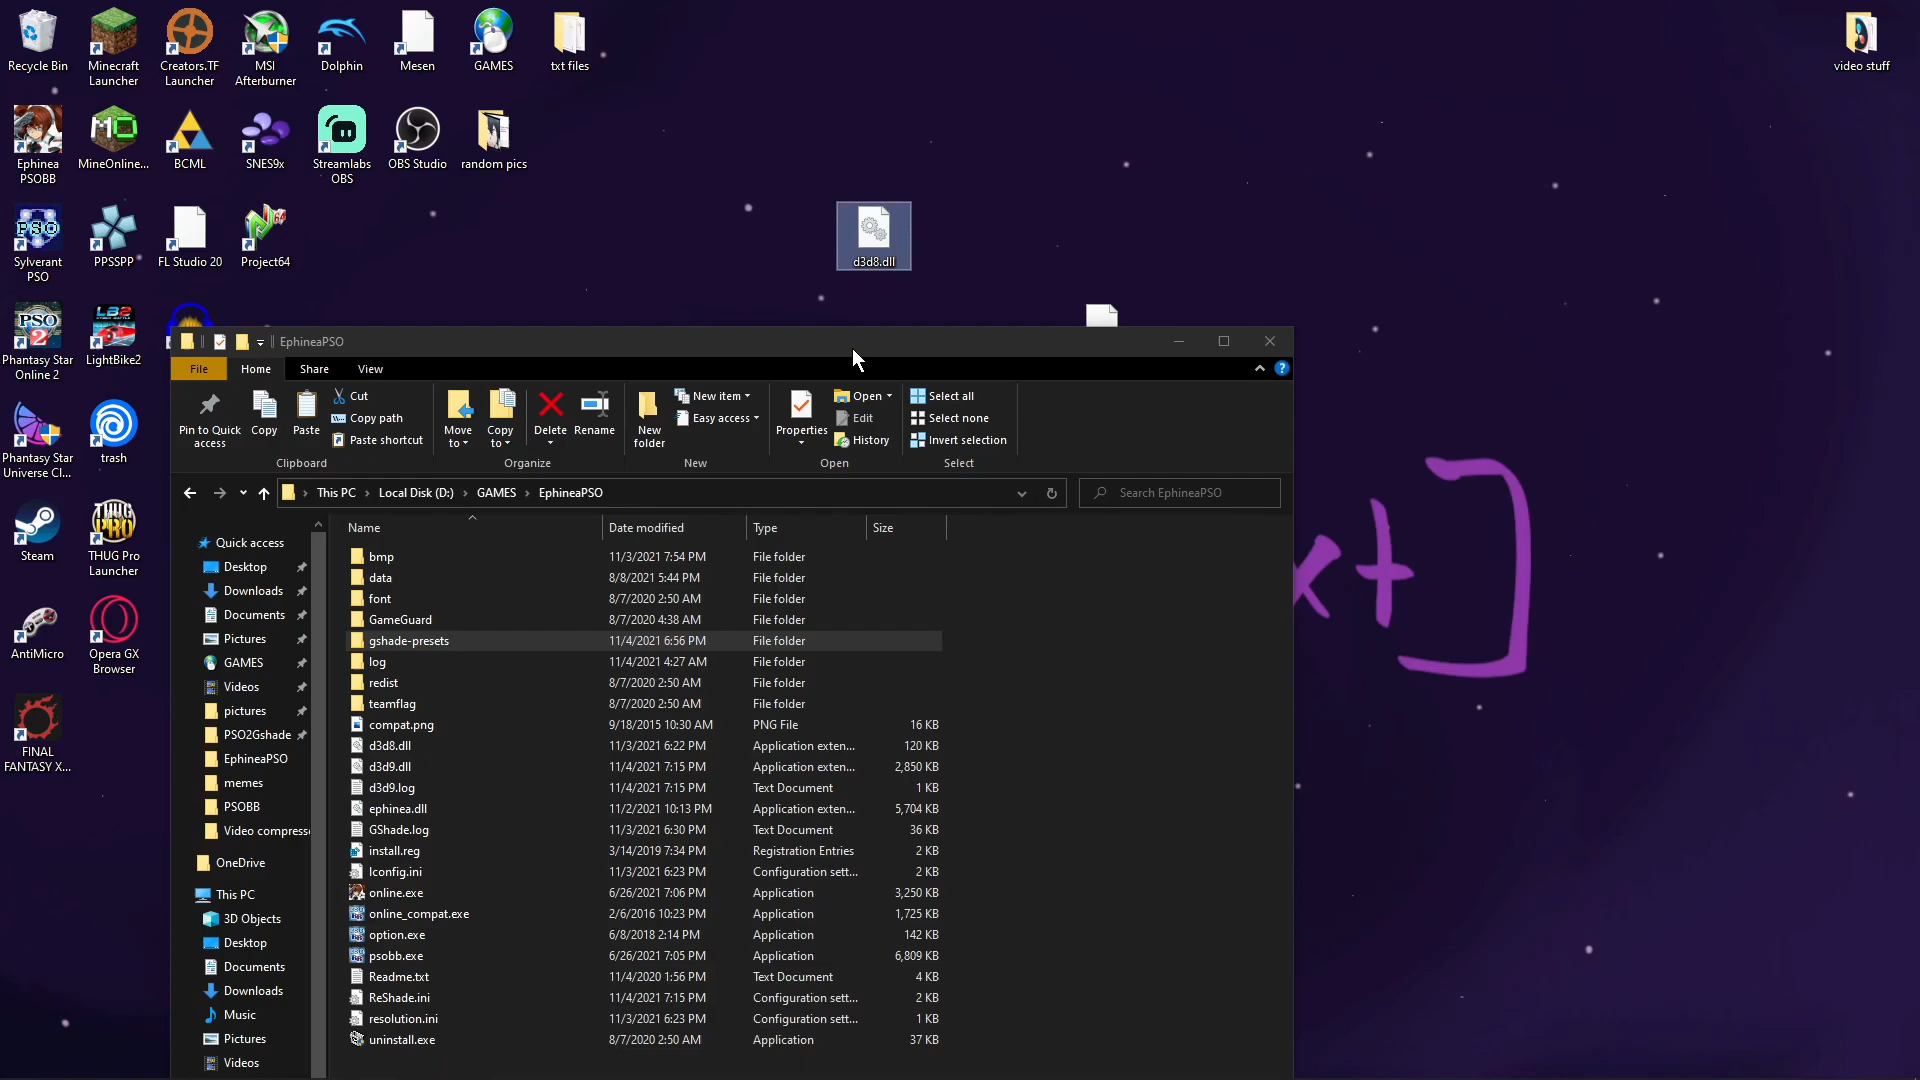 Recycle Bin
Minecraft
Launcher
Creators.TF
Launcher
MSI
Afterburner
Dolphin
Mesen
GAMES
txt files
video stuff
Ephinea
PSOBB
MineOnline...
BCML
SNES9x
Streamlabs
OBS
OBS Studio
random pics
Sylverant
PSO
PPSSPP
FL Studio 20
Project64
d3d8.dll
Phantasy Star
Online 2
LightBike2
Phantasy Star
Universe Cl...
trash
Steam
THUG Pro
Launcher
AntiMicro
Opera GX
Browser
FINAL
FANTASY X...
EphineaPSO
File Home Share View
Pin to Quick
access
Copy
Paste
Cut
Copy path
Paste shortcut
Clipboard
Move
to
Copy
to
Delete
Rename
Organize
New
folder
New item
Easy access
New
Properties
Open
Edit
History
Open
Select all
Select none
Invert selection
Select
This PC > Local Disk (D:) > GAMES > EphineaPSO
Search EphineaPSO
Quick access
Desktop
Downloads
Documents
Pictures
GAMES
Videos
pictures
PSO2Gshade
EphineaPSO
memes
PSOBB
Video compress
OneDrive
This PC
3D Objects
Desktop
Documents
Downloads
Music
Pictures
Videos
Name Date modified Type Size
bmp 11/3/2021 7:54 PM File folder
data 8/8/2021 5:44 PM File folder
font 8/7/2020 2:50 AM File folder
GameGuard 8/7/2020 4:38 AM File folder
gshade-presets 11/4/2021 6:56 PM File folder
log 11/4/2021 4:27 AM File folder
redist 8/7/2020 2:50 AM File folder
teamflag 8/7/2020 2:50 AM File folder
compat.png 9/18/2015 10:30 AM PNG File 16 KB
d3d8.dll 11/3/2021 6:22 PM Application exten... 120 KB
d3d9.dll 11/4/2021 7:15 PM Application exten... 2,850 KB
d3d9.log 11/4/2021 7:15 PM Text Document 1 KB
ephinea.dll 11/2/2021 10:13 PM Application exten... 5,704 KB
GShade.log 11/3/2021 6:30 PM Text Document 36 KB
install.reg 3/14/2019 7:34 PM Registration Entries 2 KB
lconfig.ini 11/3/2021 6:23 PM Configuration sett... 2 KB
online.exe 6/26/2021 7:06 PM Application 3,250 KB
online_compat.exe 2/6/2016 10:23 PM Application 1,725 KB
option.exe 6/8/2018 2:14 PM Application 142 KB
psobb.exe 6/26/2021 7:05 PM Application 6,809 KB
Readme.txt 11/4/2020 1:56 PM Text Document 4 KB
ReShade.ini 11/4/2021 7:15 PM Configuration sett... 2 KB
resolution.ini 11/3/2021 6:23 PM Configuration sett... 1 KB
uninstall.exe 8/7/2020 2:50 AM Application 37 KB
xt]